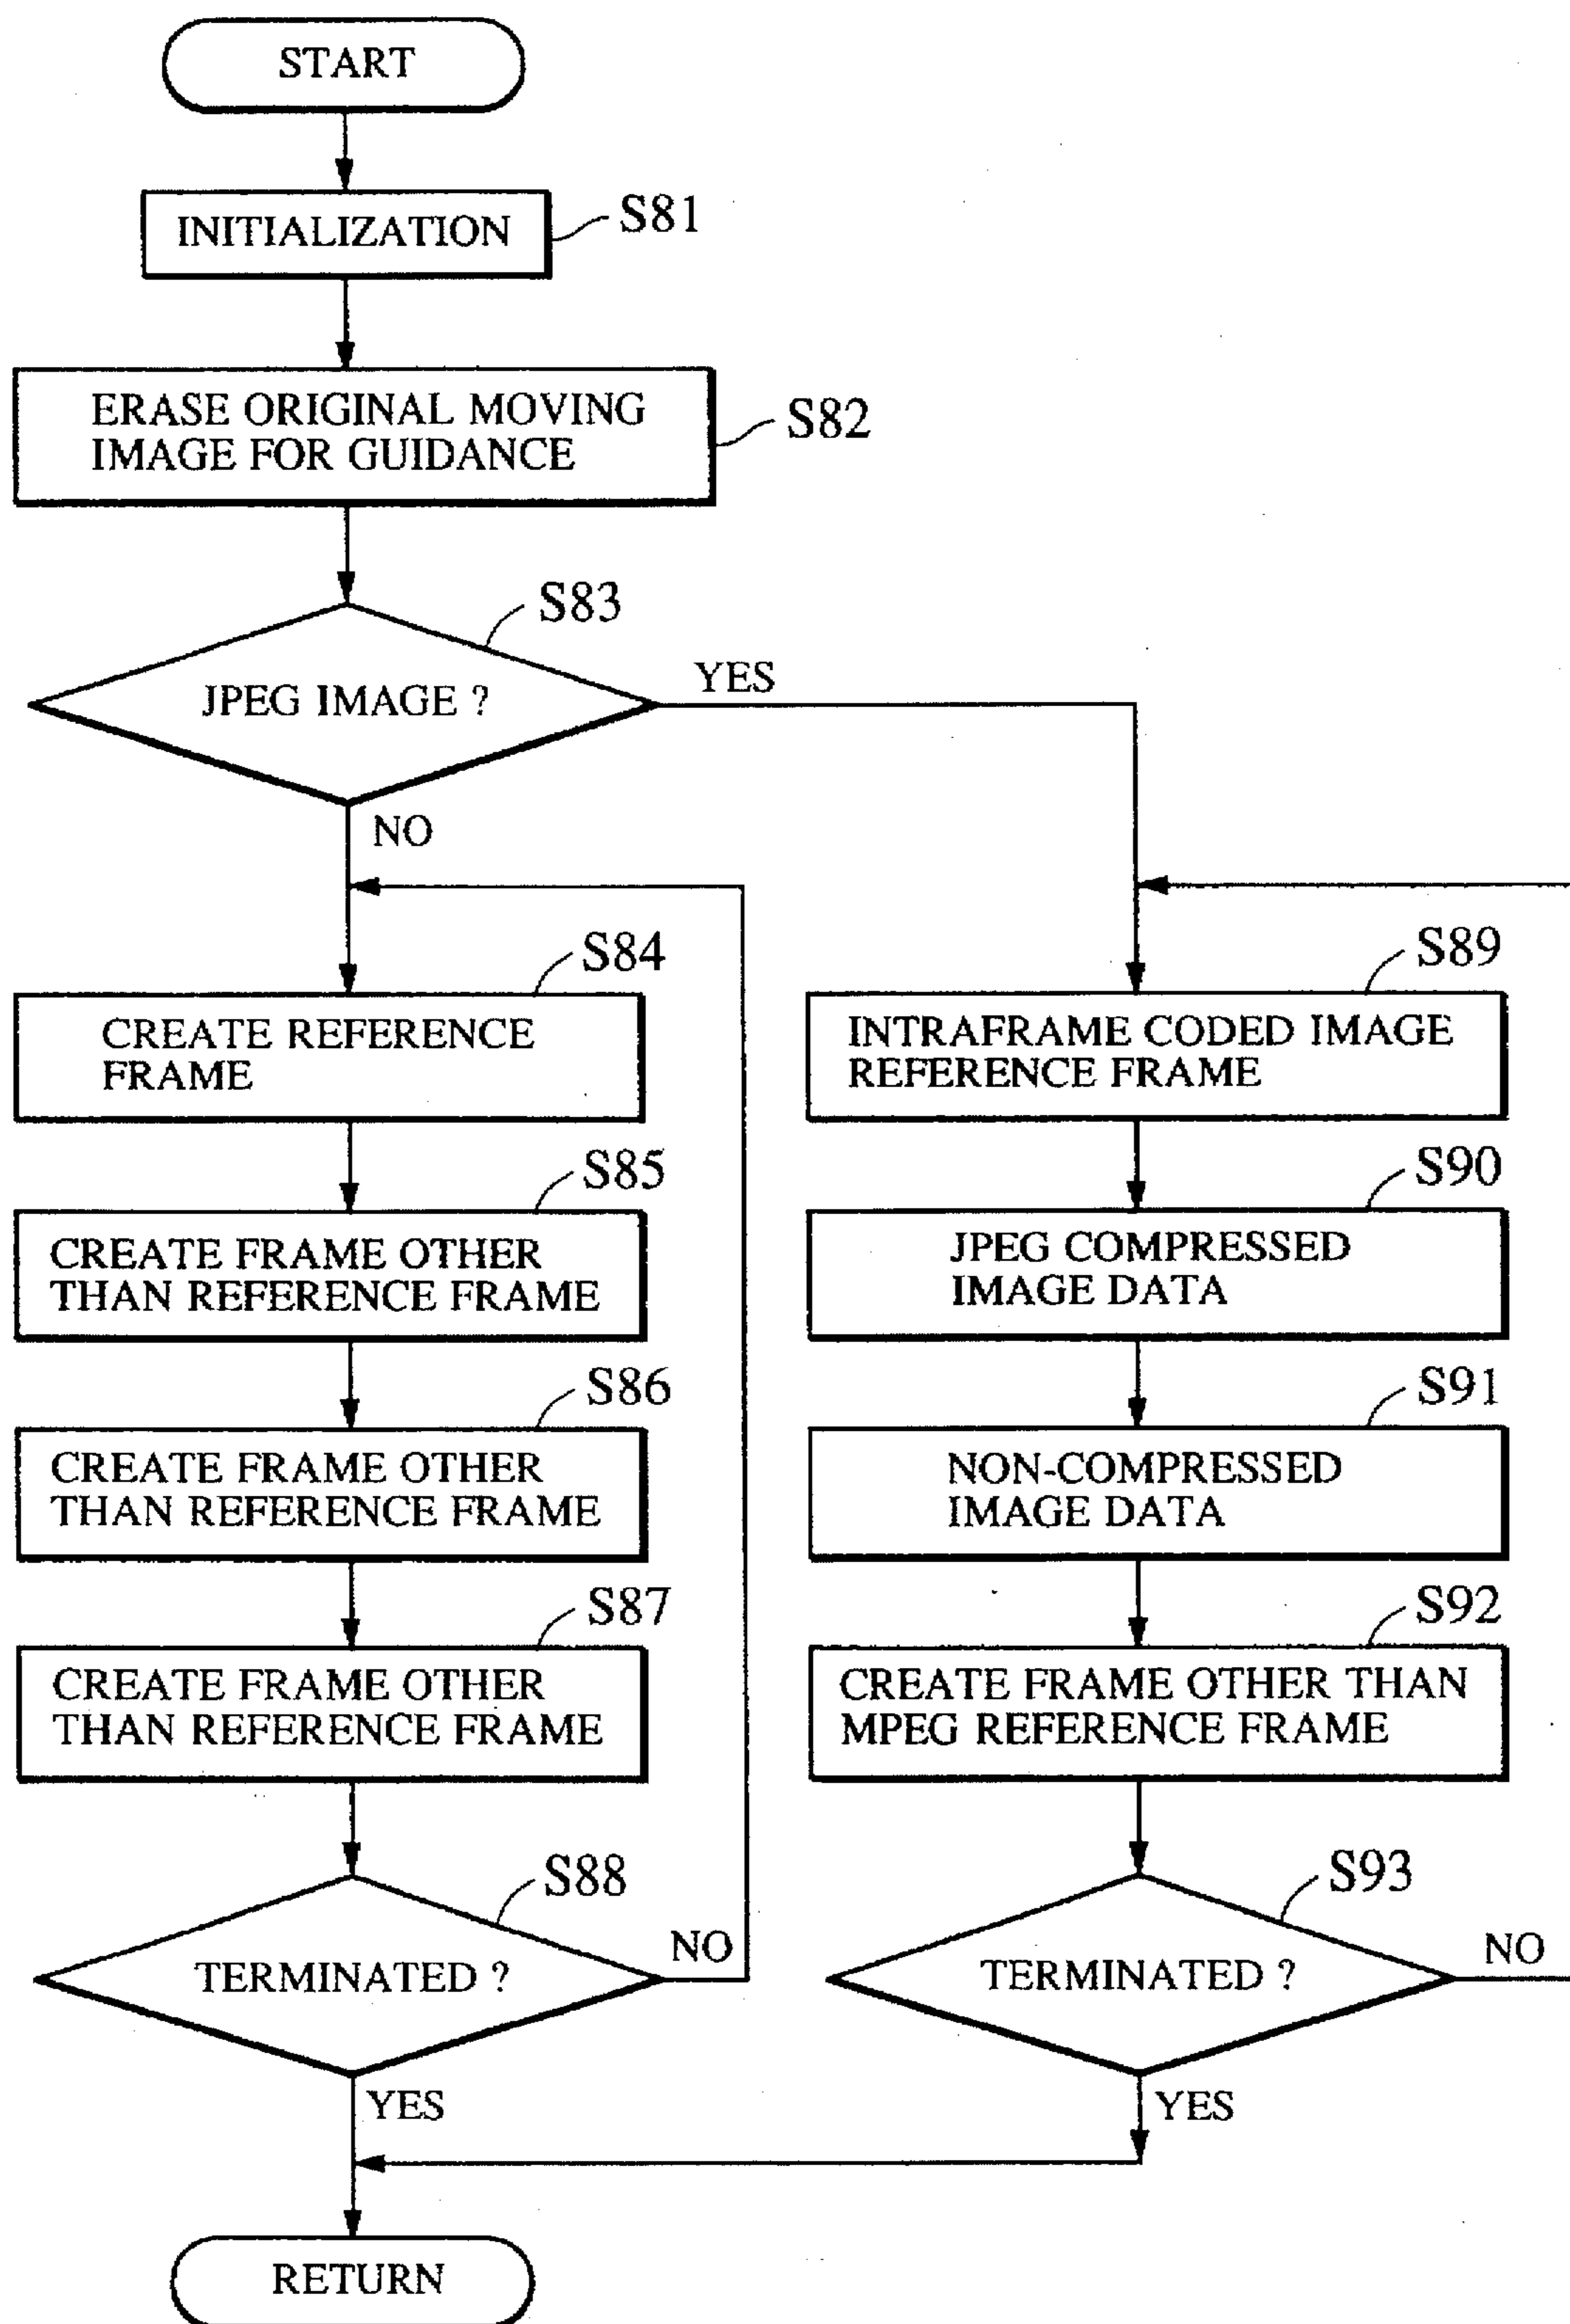 START
INITIALIZATION
S81
ERASE ORIGINAL MOVING
IMAGE FOR GUIDANCE
S82
S83
JPEG IMAGE ?
YES
NO
S84
CREATE REFERENCE
FRAME
S85
CREATE FRAME OTHER
THAN REFERENCE FRAME
S86
CREATE FRAME OTHER
THAN REFERENCE FRAME
S87
CREATE FRAME OTHER
THAN REFERENCE FRAME
S88
TERMINATED ?
NO
YES
S89
INTRAFRAME CODED IMAGE
REFERENCE FRAME
S90
JPEG COMPRESSED
IMAGE DATA
S91
NON-COMPRESSED
IMAGE DATA
S92
CREATE FRAME OTHER THAN
MPEG REFERENCE FRAME
S93
TERMINATED ?
NO
YES
RETURN